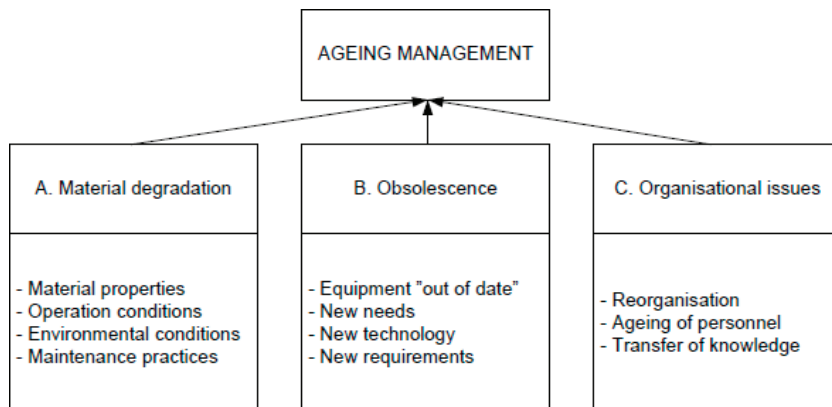 AGEING MANAGEMENT
A. Material degradation
- Material properties
- Operation conditions
- Environmental conditions
- Maintenance practices
B. Obsolescence
- Equipment "out of date"
- New needs
- New technology
- New requirements
C. Organisational issues
- Reorganisation
- Ageing of personnel
- Transfer of knowledge